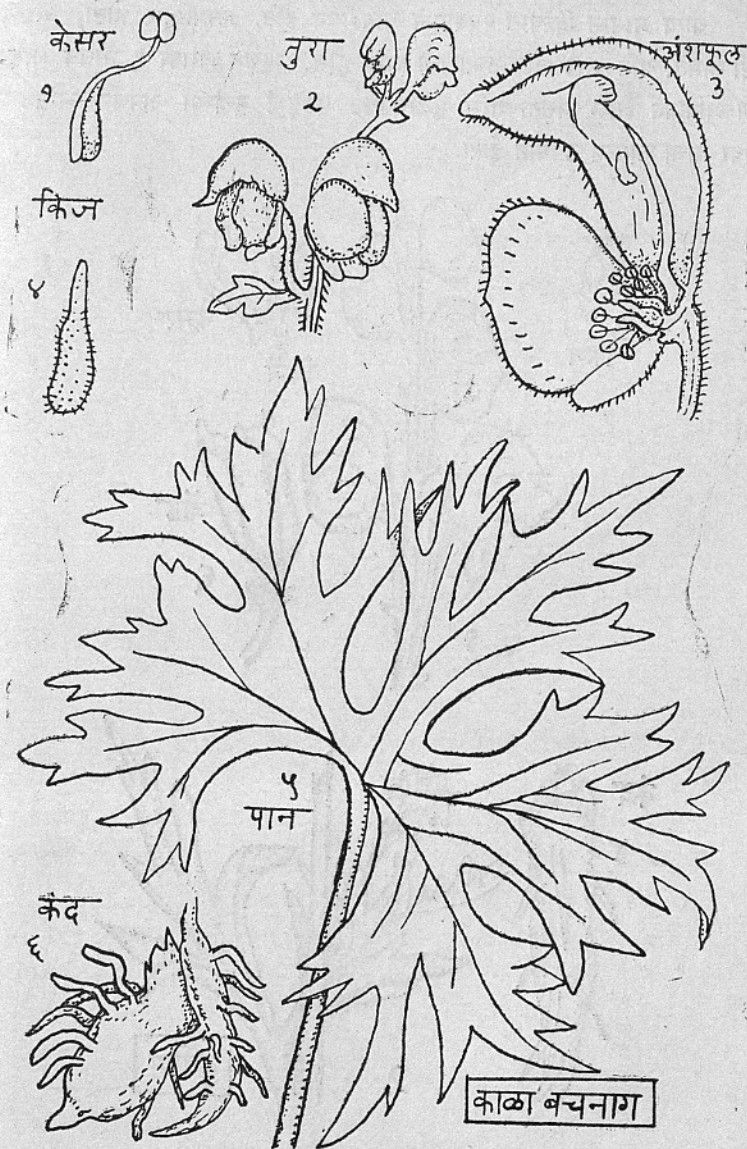 केसर
१
तुरा
२
अंशफूल
३
किंज
४
५
पान
कंद
६
काळा बचनाग